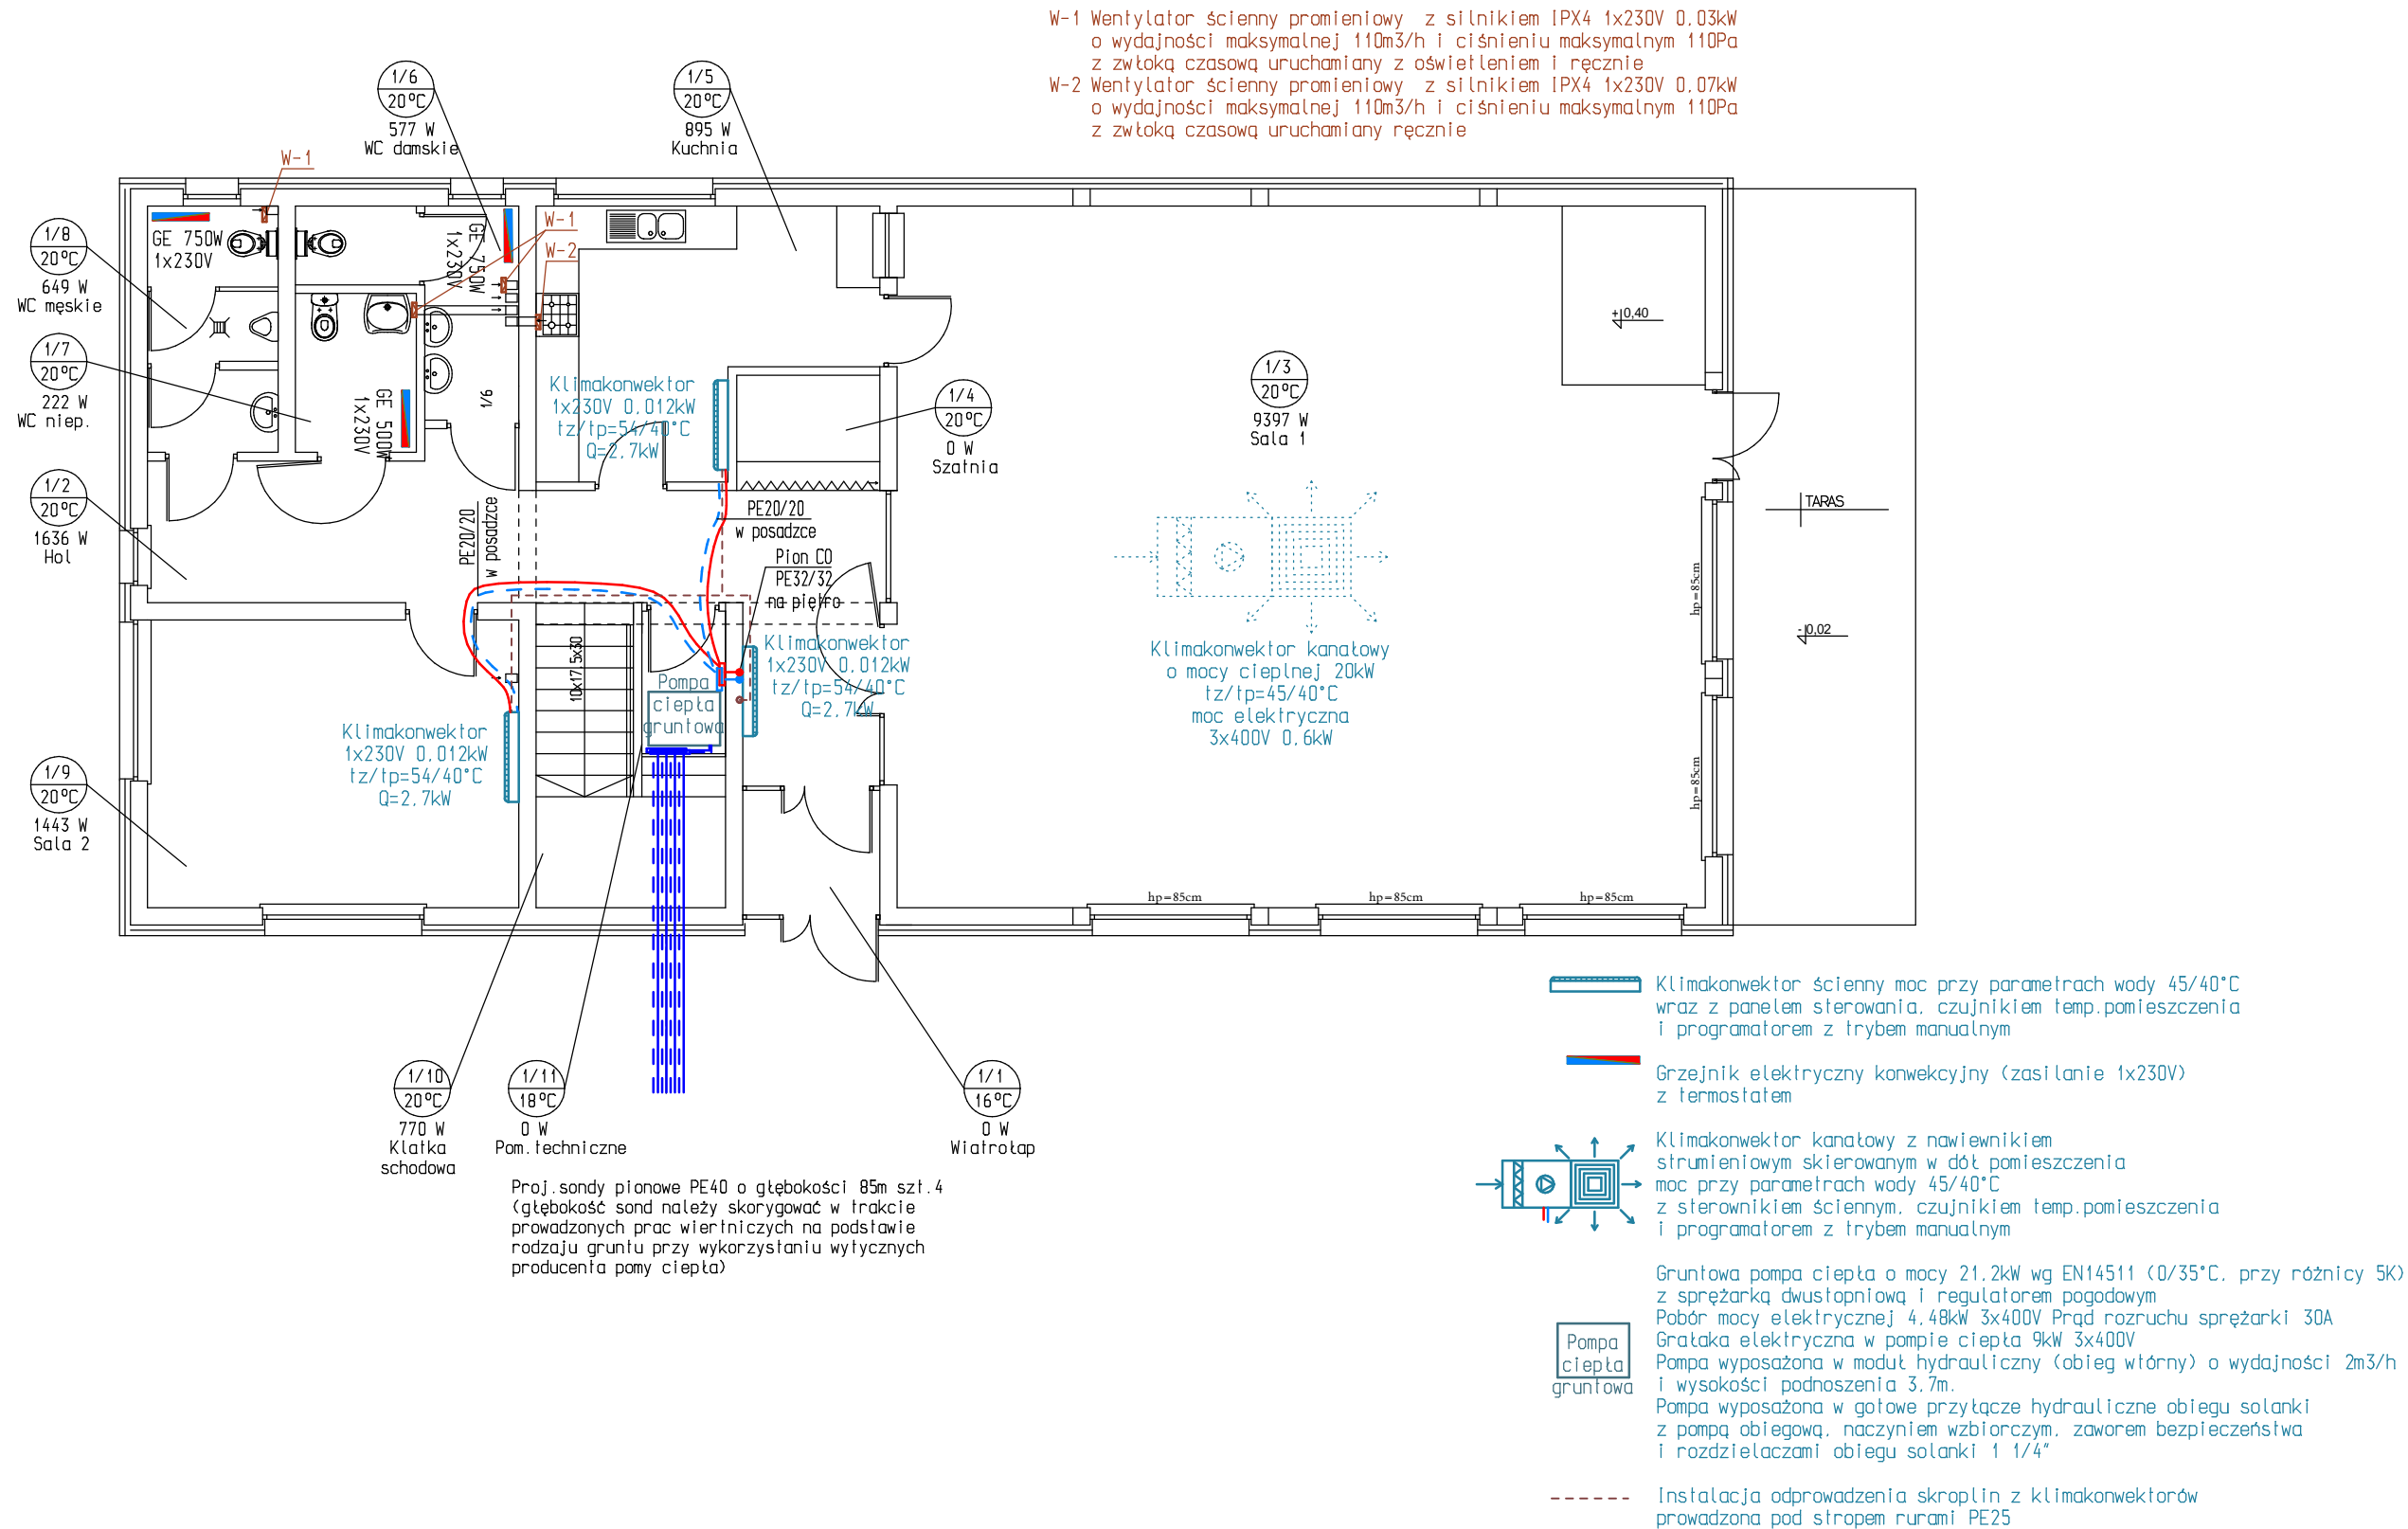 W-1 Wentylator ścienny promieniowy z silnikiem IPX4 1x230V 0,03kW
o wydajności maksymalnej 110m3/h i ciśnieniu maksymalnym 110Pa
z zwłoką czasową uruchamiany z oświetleniem i ręcznie
W-2 Wentylator ścienny promieniowy z silnikiem IPX4 1x230V 0,07kW
o wydajności maksymalnej 110m3/h i ciśnieniu maksymalnym 110Pa
z zwłoką czasową uruchamiany ręcznie
1/6
20°C
577 W
WC damskie
1/5
20°C
895 W
Kuchnia
W-1
1/8
20°C
649 W
WC męskie
GE 750W
1x230V
GE 750W
1x230V
W-1
W-2
1/7
20°C
222 W
WC niep.
GE 500W
1x230V
1/6
Klimakonwektor
1x230V 0,012kW
tz/tp=54/40°C
Q=2,7kW
1/4
20°C
0 W
Szatnia
1/3
20°C
9397 W
Sala 1
+0,40
1/2
20°C
1636 W
Hol
PE20/20
w posadzce
PE20/20
w posadzce
Pion CO
PE32/32
na piętro
TARAS
hp=85cm
-0,02
Klimakonwektor kanałowy
o mocy cieplnej 20kW
tz/tp=45/40°C
moc elektryczna
3x400V 0,6kW
10x17,5x30
Klimakonwektor
1x230V 0,012kW
tz/tp=54/40°C
Q=2,7kW
Pompa
ciepła
gruntowa
Klimakonwektor
1x230V 0,012kW
tz/tp=54/40°C
Q=2,7kW
1/9
20°C
1443 W
Sala 2
hp=85cm
hp=85cm
hp=85cm
hp=85cm
1/10
20°C
770 W
Klatka
schodowa
1/11
18°C
0 W
Pom.techniczne
1/1
16°C
0 W
Wiatrołap
Proj.sondy pionowe PE40 o głębokości 85m szt.4
(głębokość sond należy skorygować w trakcie
prowadzonych prac wiertniczych na podstawie
rodzaju gruntu przy wykorzystaniu wytycznych
producenta pomy ciepła)
Klimakonwektor ścienny moc przy parametrach wody 45/40°C
wraz z panelem sterowania, czujnikiem temp.pomieszczenia
i programatorem z trybem manualnym
Grzejnik elektryczny konwekcyjny (zasilanie 1x230V)
z termostatem
Klimakonwektor kanałowy z nawiewnikiem
strumieniowym skierowanym w dół pomieszczenia
moc przy parametrach wody 45/40°C
z sterownikiem ściennym, czujnikiem temp.pomieszczenia
i programatorem z trybem manualnym
Gruntowa pompa ciepła o mocy 21,2kW wg EN14511 (0/35°C, przy różnicy 5K)
z sprężarką dwustopniową i regulatorem pogodowym
Pobór mocy elektrycznej 4,48kW 3x400V Prąd rozruchu sprężarki 30A
Grałaka elektryczna w pompie ciepła 9kW 3x400V
Pompa wyposażona w moduł hydrauliczny (obieg wtórny) o wydajności 2m3/h
i wysokości podnoszenia 3,7m.
Pompa wyposażona w gotowe przyłącze hydrauliczne obiegu solanki
z pompą obiegową, naczyniem wzbiorczym, zaworem bezpieczeństwa
i rozdzielaczami obiegu solanki 1 1/4"
Pompa
ciepła
gruntowa
Instalacja odprowadzenia skroplin z klimakonwektorów
prowadzona pod stropem rurami PE25